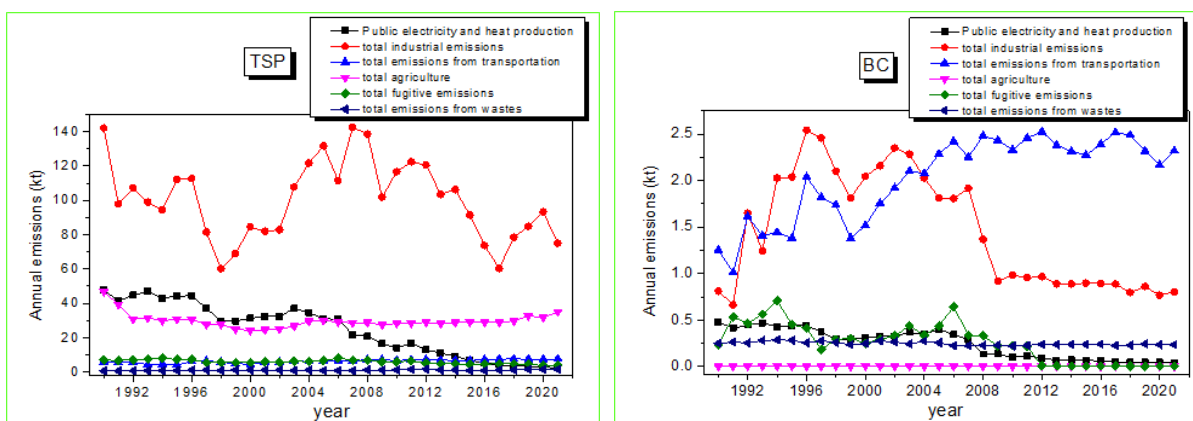 Public electricity and heat production
total industrial emissions
total emissions from transportation
total agriculture
total fugitive emissions
total emissions from wastes
TSP
140
120
100
80
60
40
20
0
Annual emissions (kt)
1992
1996
2000
2004
2008
2012
2016
2020
year
Public electricity and heat production
total industrial emissions
total emissions from transportation
total agriculture
total fugitive emissions
total emissions from wastes
BC
2.5
2.0
1.5
1.0
0.5
0.0
Annual emissions (kt)
1992
1996
2000
2004
2008
2012
2016
2020
year